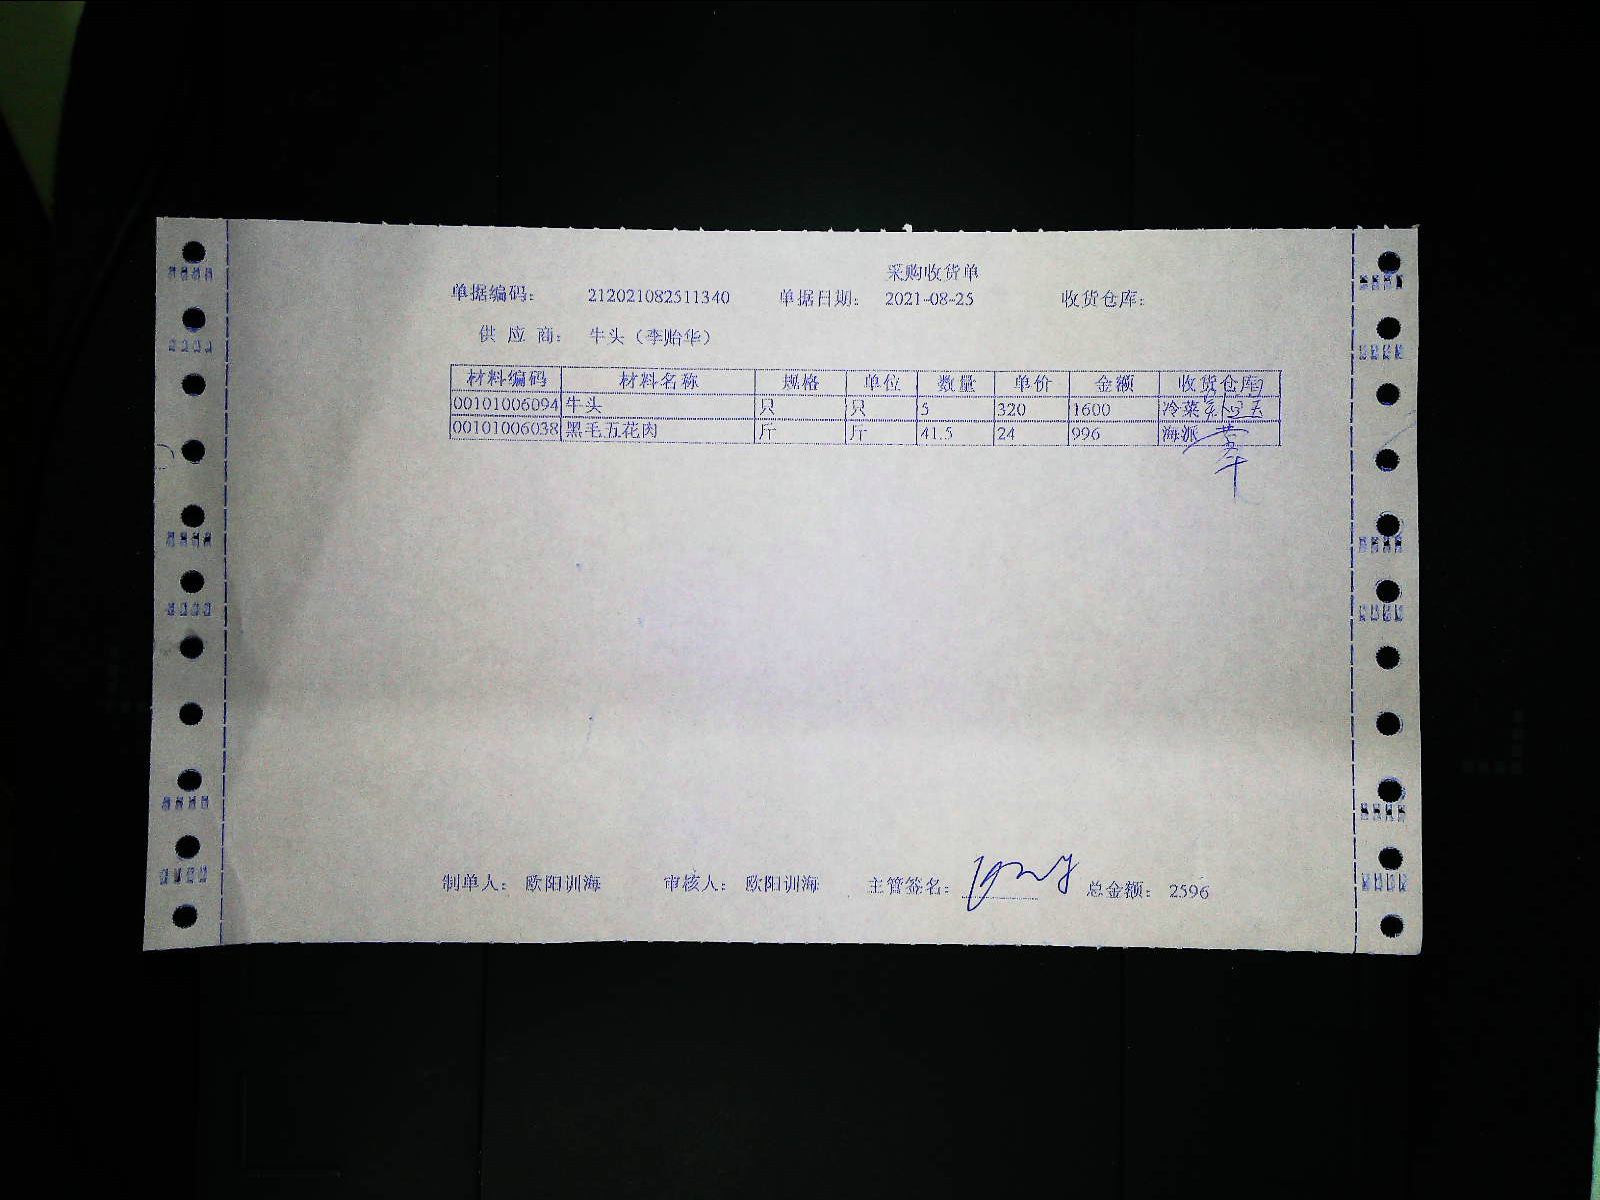 采购收货单
单据编码： 212021082511340 单据日期： 2021-08-25 收货仓库：
供 应 商： 牛头（李贻华）
材料编码 材料名称 规格 单位 数量 单价 金额 收货仓库
00101006094 牛头 只 只 5 320 1600 冷菜
00101006038 黑毛五花肉 斤 斤 41.5 24 996 海派
制单人： 欧阳训海 审核人： 欧阳训海 主管签名： 总金额： 2596